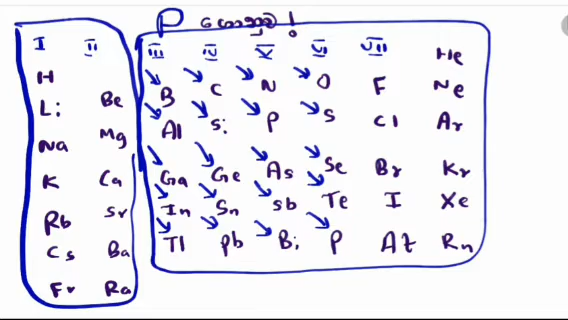 P !
I II
H
Li Be
Na Mg
K Ca
Rb Sr
Cs Ba
Fr Ra
III IV V VI VII He
B C N O F Ne
Al Si P S Cl Ar
Ga Ge As Se Br Kr
In Sn Sb Te I Xe
Tl pb Bi P At Rn